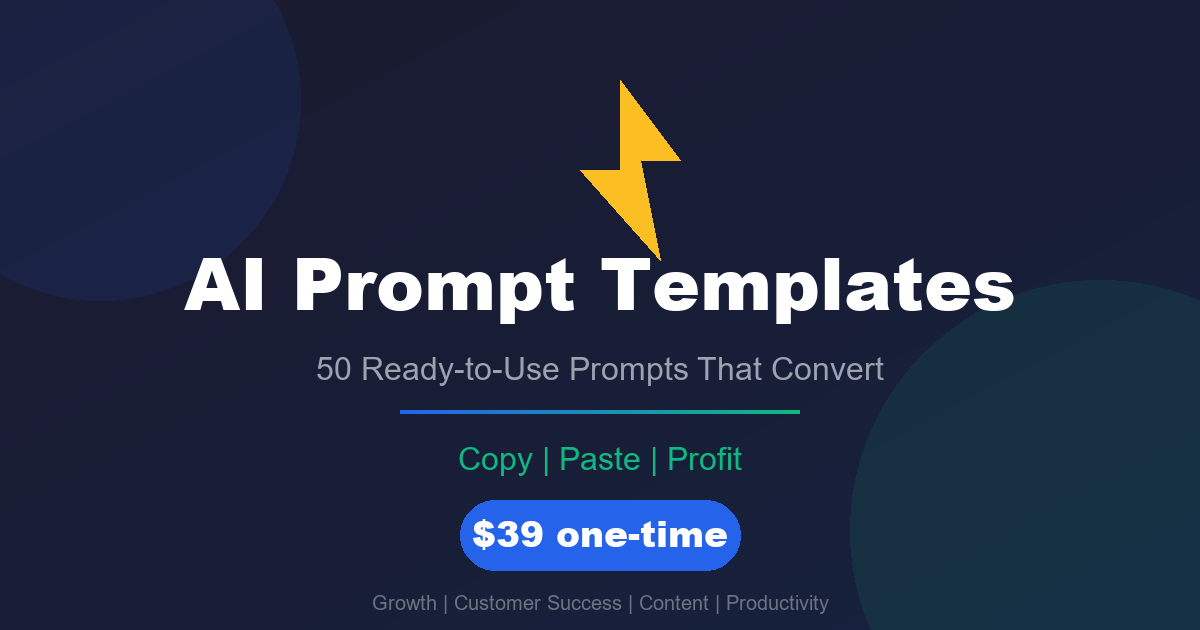 AI Prompt Templates
50 Ready-to-Use Prompts That Convert
Copy | Paste | Profit
$39 one-time
Growth | Customer Success | Content | Productivity